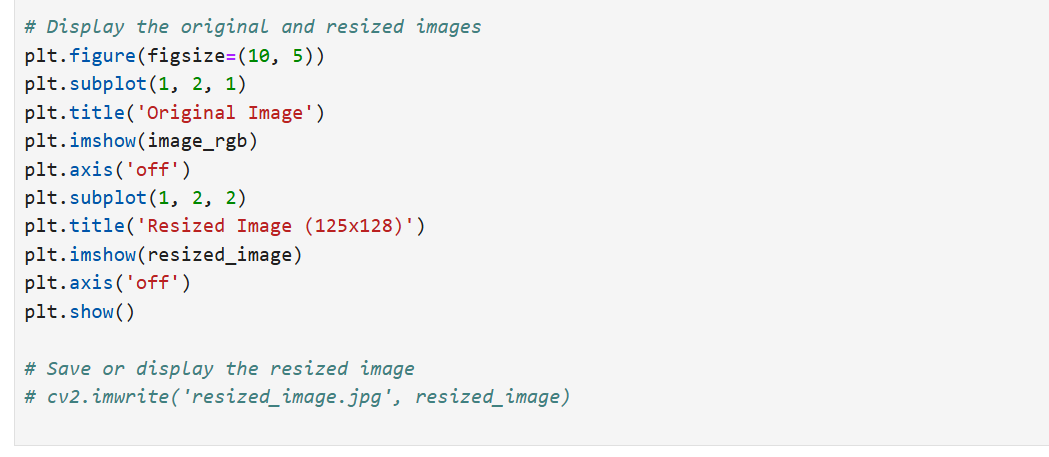 # Display the original and resized images
plt.figure(figsize=(10, 5))
plt.subplot(1, 2, 1)
plt.title('Original Image')
plt.imshow(image_rgb)
plt.axis('off')
plt.subplot(1, 2, 2)
plt.title('Resized Image (125x128)')
plt.imshow(resized_image)
plt.axis('off')
plt.show()
# Save or display the resized image
# cv2.imwrite('resized_image.jpg', resized_image)